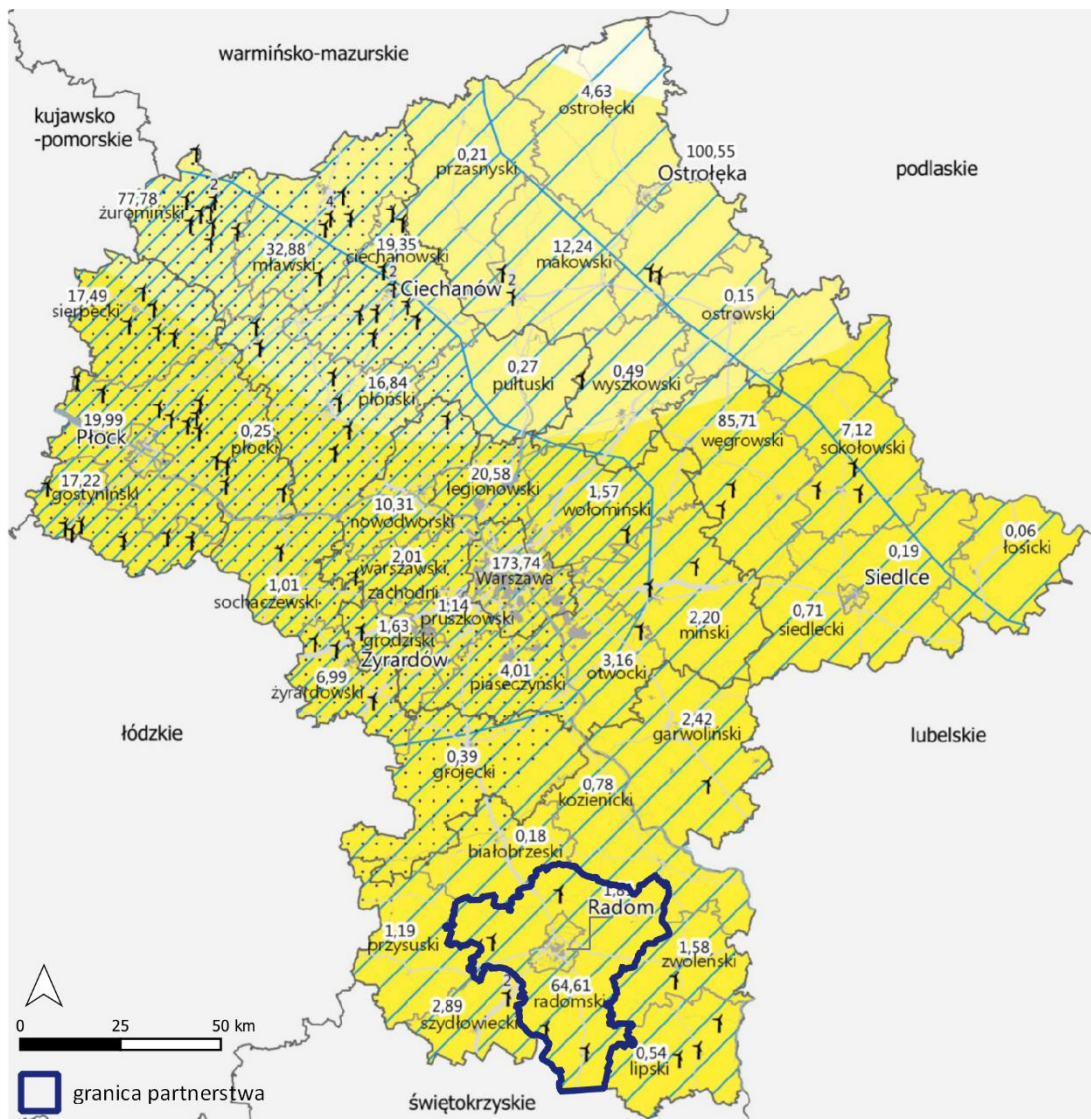 warmińsko-mazurskie
kujawsko
-pomorskie
podlaskie
4,63
ostrołęcki
100,55
Ostrołęka
0,21
przasnyski
77,78
żuromiński
2
4
32,88
mławski
19,35
ciechanowski
2
Ciechanów
12,24
makowski
2
0,15
ostrowski
17,49
sierpecki
16,84
płoński
0,27
pułtuski
0,49
wyszkowski
19,99
Płock
0,25
płocki
85,71
węgrowski
7,12
sokołowski
17,22
gostyniński
20,58
legionowski
10,31
nowodworski
1,57
wołomiński
2,01
warszawski
zachodni
173,74
Warszawa
0,06
łosicki
0,19
Siedlce
1,01
sochaczewski
1,14
pruszkowski
0,71
siedlecki
2,20
miński
1,63
grodziski
Żyrardów
6,99
żyrardowski
4,01
piaseczyński
3,16
otwocki
2,42
garwoliński
łódzkie
lubelskie
0,39
grójecki
0,78
kozienicki
0,18
białobrzeski
Radom
1,19
przysuski
1,58
zwoleński
64,61
radomski
2
2,89
szydłowiecki
0,54
lipski
0 25 50 km
granica partnerstwa
świętokrzyskie